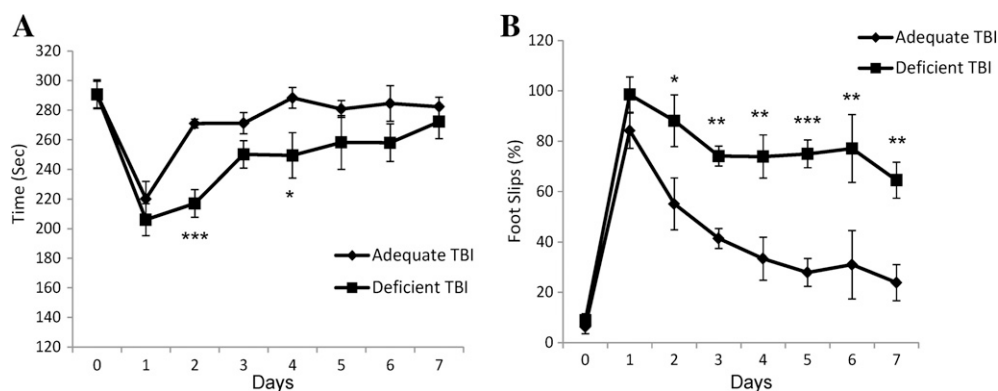 A
320
300
280
260
240
220
200
180
160
140
120
Time (Sec)
***
*
Adequate TBI
Deficient TBI
0 1 2 3 4 5 6 7
Days
B
Adequate TBI
Deficient TBI
120
100
80
60
40
20
0
Foot Slips (%)
* ** ** *** ** **
0 1 2 3 4 5 6 7
Days